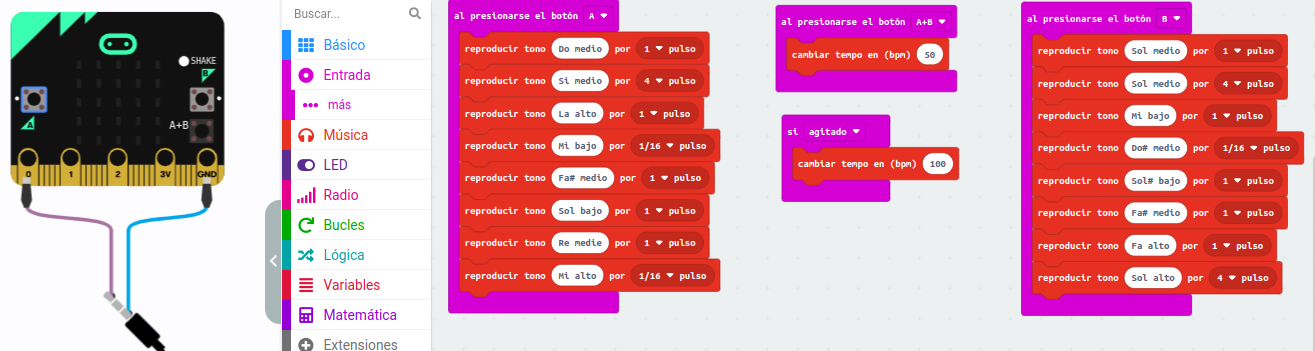 SHAKE
B
A
A+B
0
1
2
3V
GND
Buscar...
Básico
Entrada
más
Música
LED
Radio
Bucles
Lógica
Variables
Matemática
Extensiones
al presionarse el botón A
reproducir tono Do medio por 1 pulso
reproducir tono Si medio por 4 pulso
reproducir tono La alto por 1 pulso
reproducir tono Mi bajo por 1/16 pulso
reproducir tono Fa# medio por 1 pulso
reproducir tono Sol bajo por 1 pulso
reproducir tono Re medie por 1 pulso
reproducir tono Mi alto por 1/16 pulso
al presionarse el botón A+B
cambiar tempo en (bpm) 50
si agitado
cambiar tempo en (bpm) 100
al presionarse el botón B
reproducir tono Sol medio por 1 pulso
reproducir tono Sol medio por 4 pulso
reproducir tono Mi bajo por 1 pulso
reproducir tono Do# medio por 1/16 pulso
reproducir tono Sol# bajo por 1 pulso
reproducir tono Fa# medio por 1 pulso
reproducir tono Fa alto por 1 pulso
reproducir tono Sol alto por 4 pulso